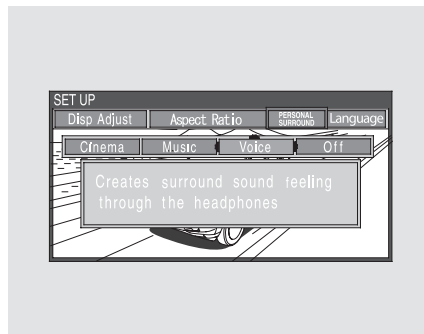 SET UP
Disp Adjust Aspect Ratio PERSONAL SURROUND Language
Cinema Music Voice Off
Creates surround sound feeling
through the headphones